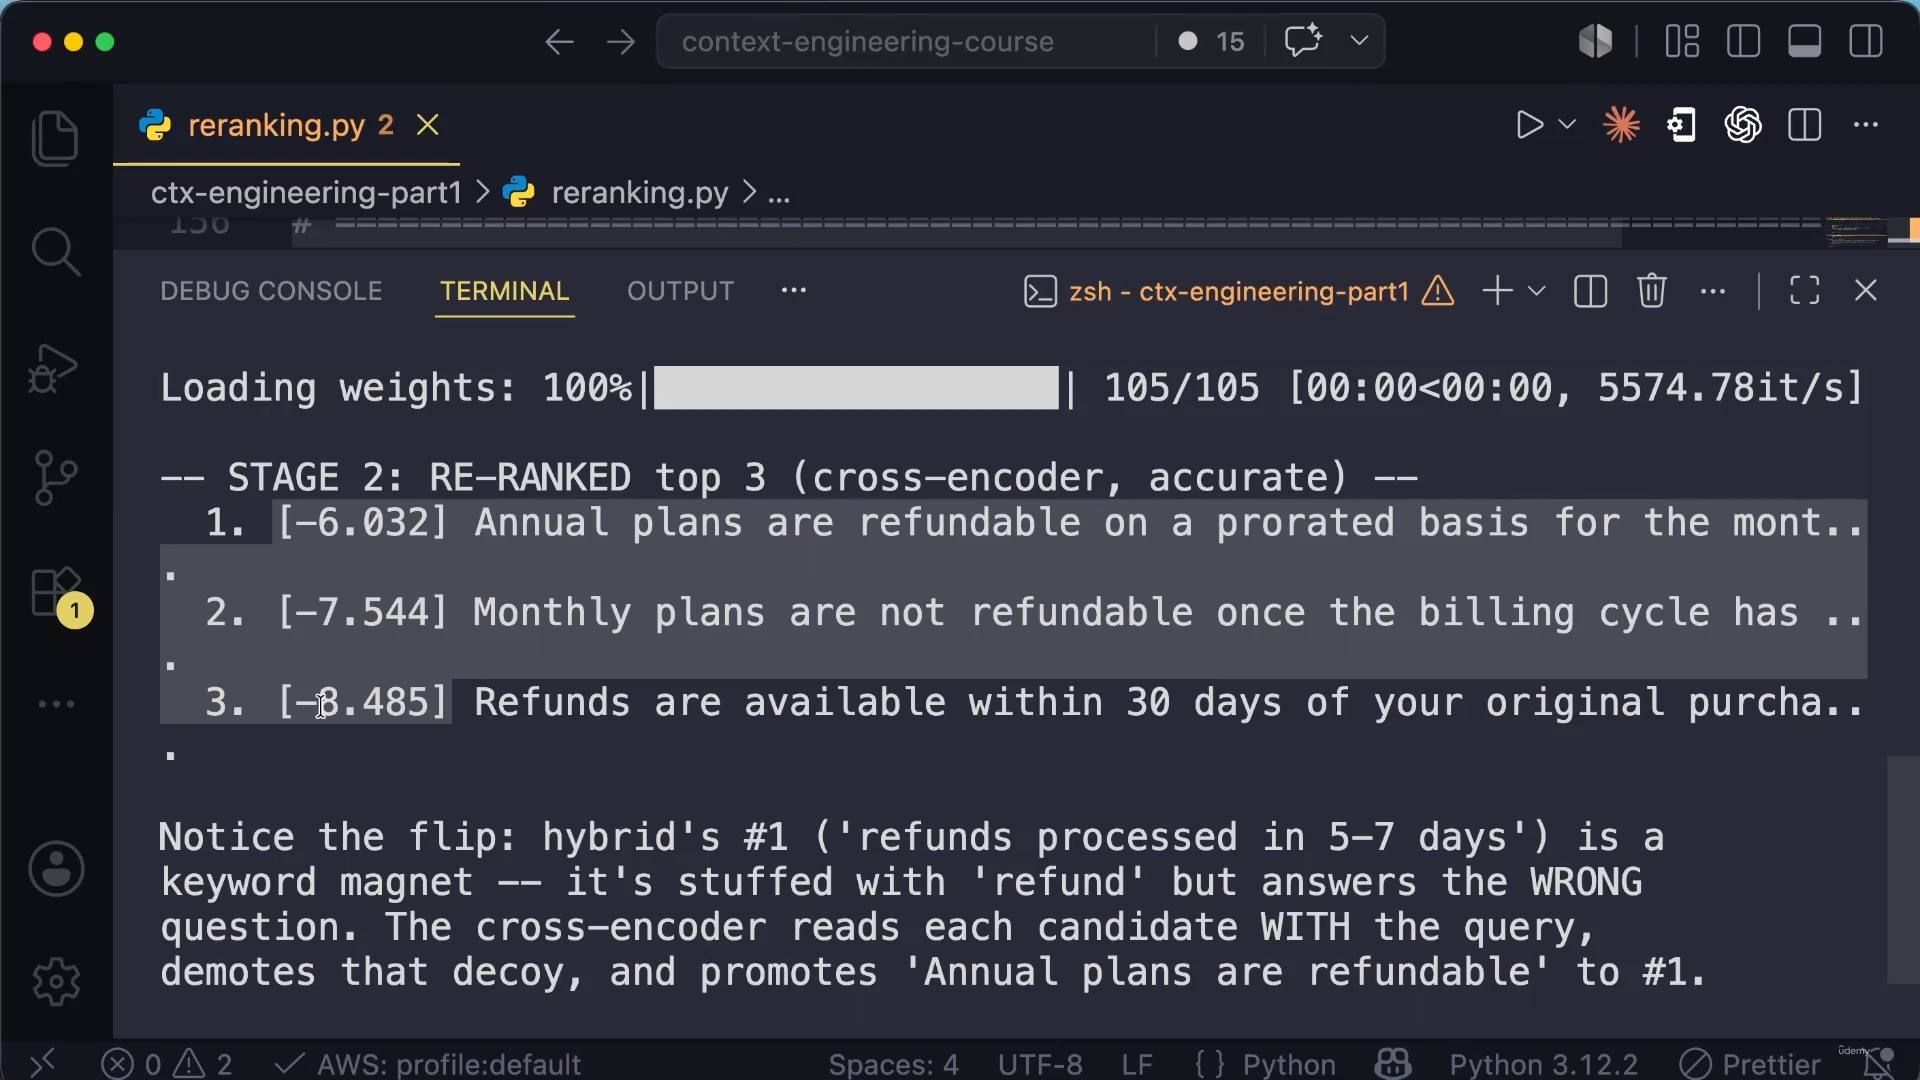 context-engineering-course
15
reranking.py 2
ctx-engineering-part1 > reranking.py > ...
156 # ================================================================
DEBUG CONSOLE TERMINAL OUTPUT ... zsh - ctx-engineering-part1
Loading weights: 100%| | 105/105 [00:00<00:00, 5574.78it/s]
-- STAGE 2: RE-RANKED top 3 (cross-encoder, accurate) --
1. [-6.032] Annual plans are refundable on a prorated basis for the mont..
.
2. [-7.544] Monthly plans are not refundable once the billing cycle has ..
.
3. [-8.485] Refunds are available within 30 days of your original purcha..
.
Notice the flip: hybrid's #1 ('refunds processed in 5-7 days') is a
keyword magnet -- it's stuffed with 'refund' but answers the WRONG
question. The cross-encoder reads each candidate WITH the query,
demotes that decoy, and promotes 'Annual plans are refundable' to #1.
1
0 2 AWS: profile:default Spaces: 4 UTF-8 LF {} Python Python 3.12.2 Prettier
udemy